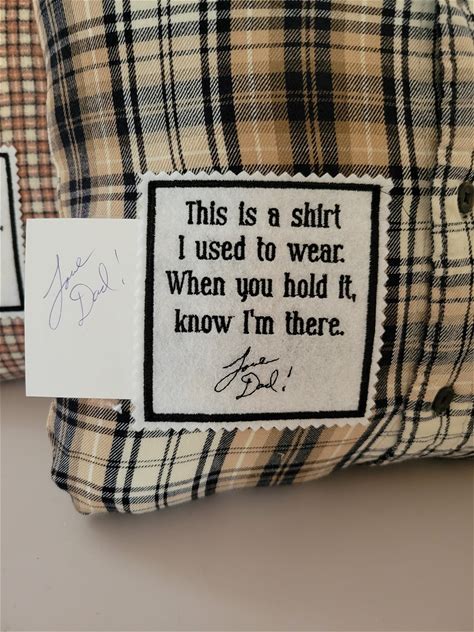 Love
Dad!
This is a shirt
I used to wear.
When you hold it,
know I'm there.
Love
Dad!